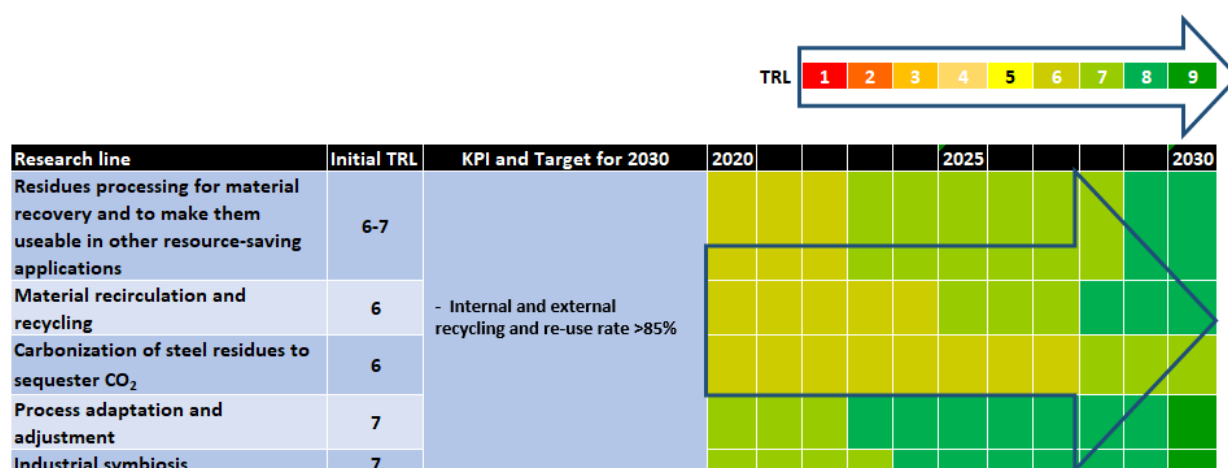 TRL 1 2 3 4 5 6 7 8 9
Research line Initial TRL KPI and Target for 2030 2020 2025 2030
Residues processing for material
recovery and to make them
useable in other resource-saving
applications
6-7
Material recirculation and
recycling
6
- Internal and external
recycling and re-use rate >85%
Carbonization of steel residues to
sequester CO₂
6
Process adaptation and
adjustment
7
Industrial symbiosis
7